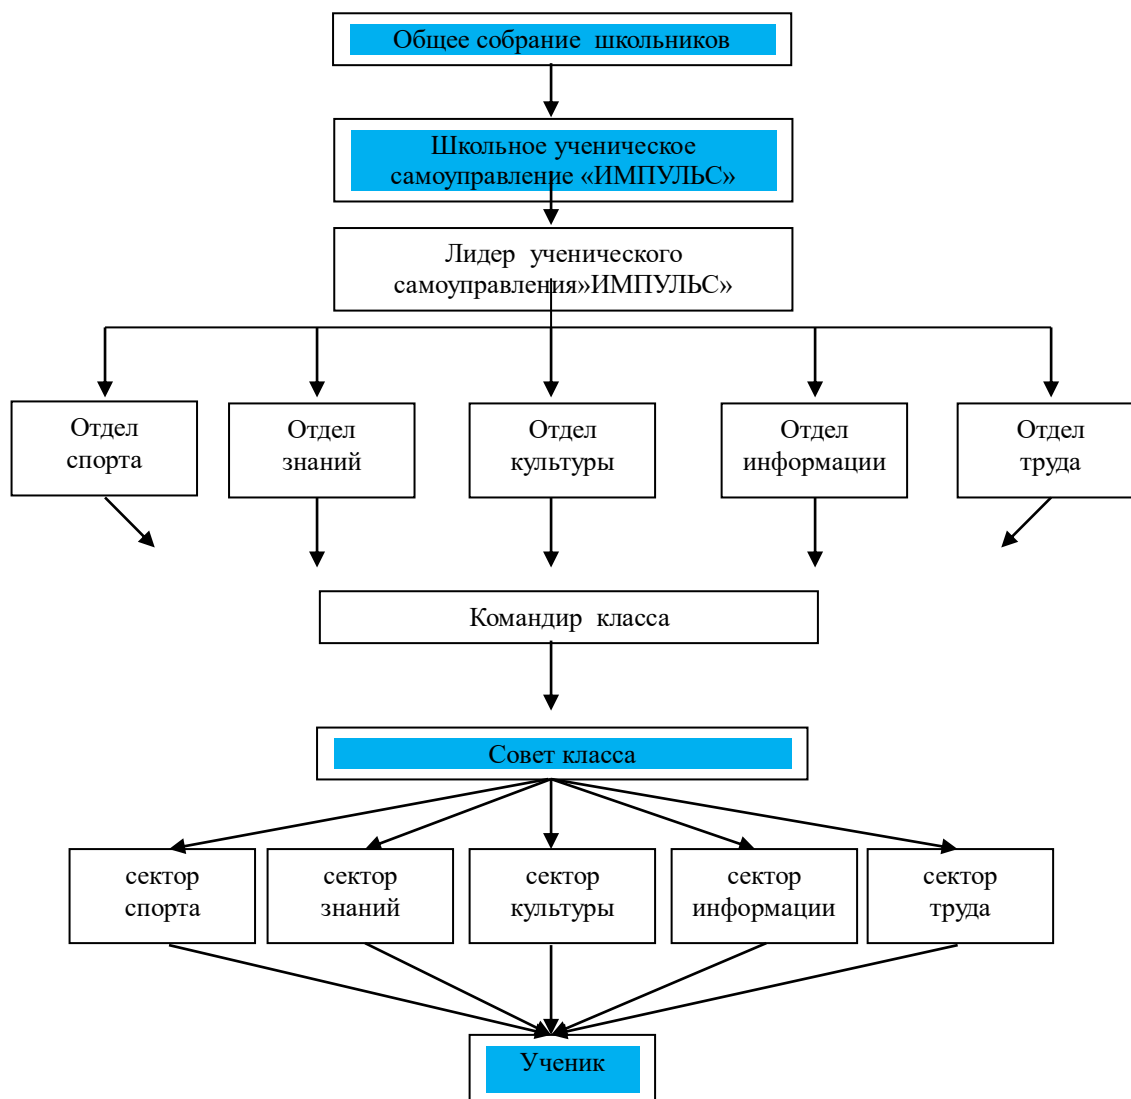 Общее собрание школьников
Школьное ученическое
самоуправление «ИМПУЛЬС»
Лидер ученического
самоуправления»ИМПУЛЬС»
Отдел
спорта
Отдел
знаний
Отдел
культуры
Отдел
информации
Отдел
труда
Командир класса
Совет класса
сектор
спорта
сектор
знаний
сектор
культуры
сектор
информации
сектор
труда
Ученик